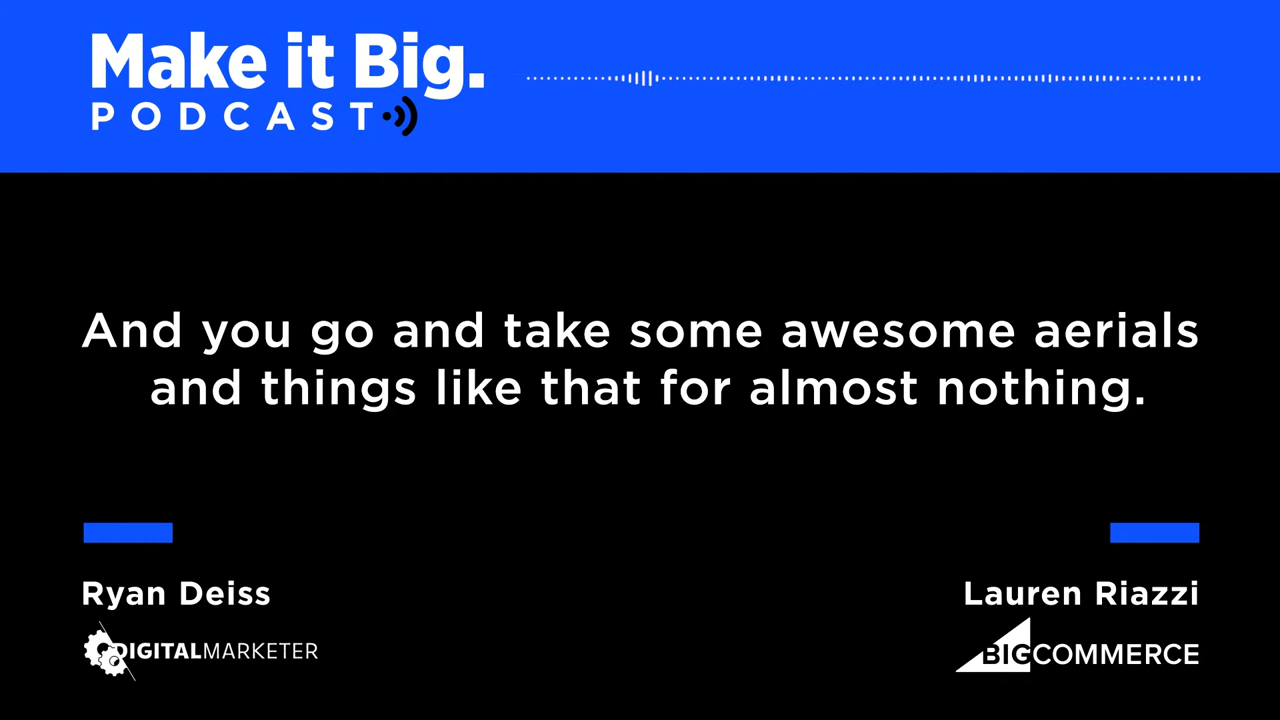 Make it Big.
PODCAST
And you go and take some awesome aerials
and things like that for almost nothing.
Ryan Deiss
Lauren Riazzi
DIGITALMARKETER
BIGCOMMERCE